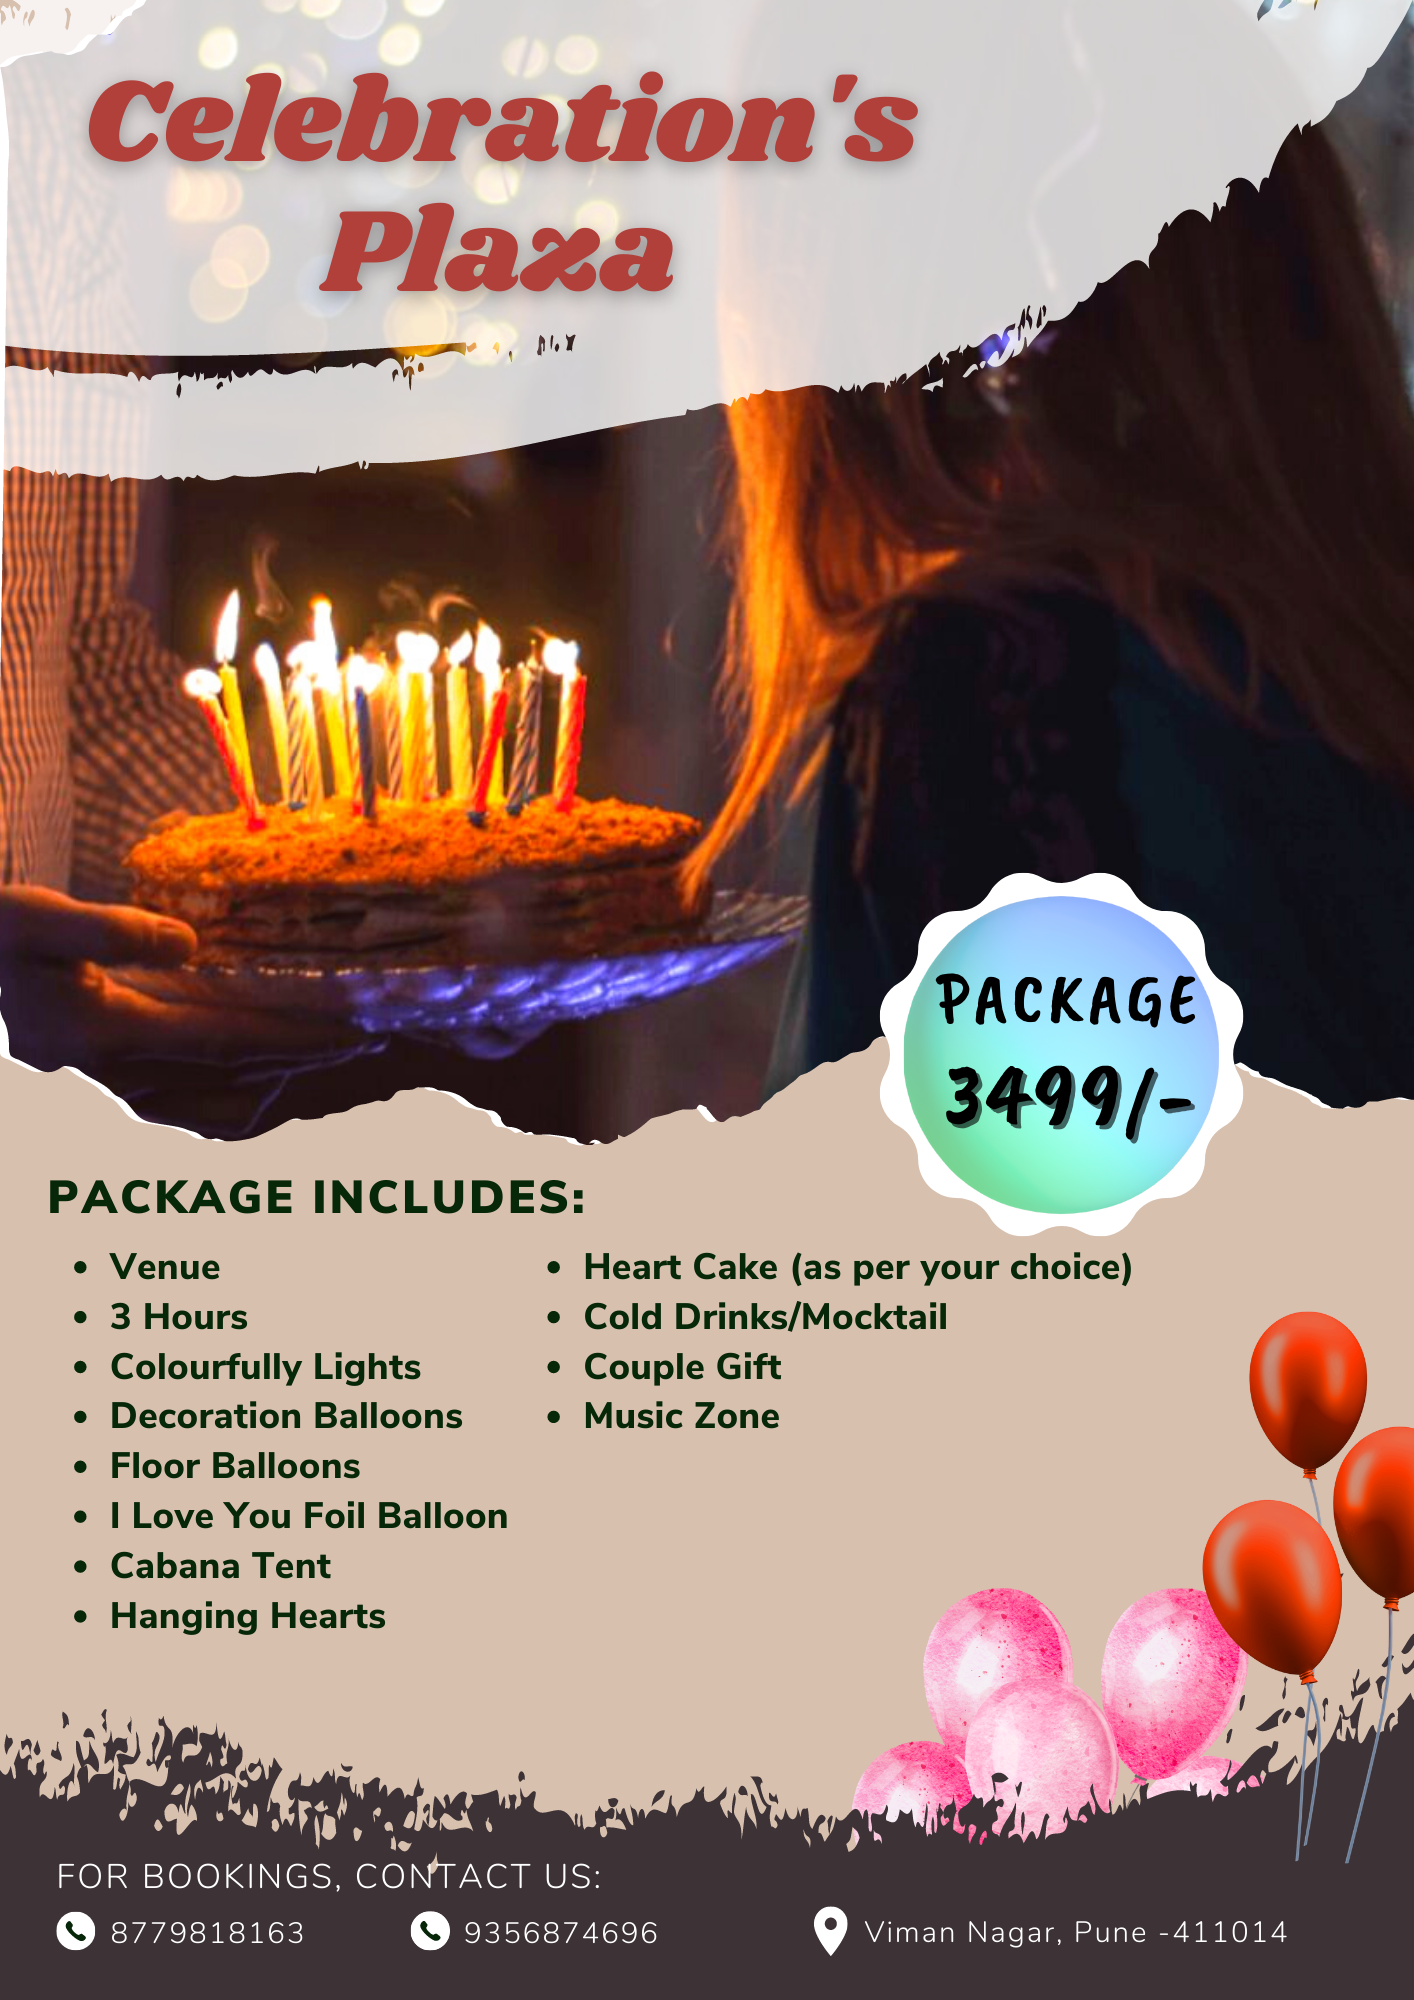 Celebration's
Plaza
PACKAGE
3499/-
PACKAGE INCLUDES:
Venue
3 Hours
Colourfully Lights
Decoration Balloons
Floor Balloons
I Love You Foil Balloon
Cabana Tent
Hanging Hearts
Heart Cake (as per your choice)
Cold Drinks/Mocktail
Couple Gift
Music Zone
FOR BOOKINGS, CONTACT US:
8779818163
9356874696
Viman Nagar, Pune -411014